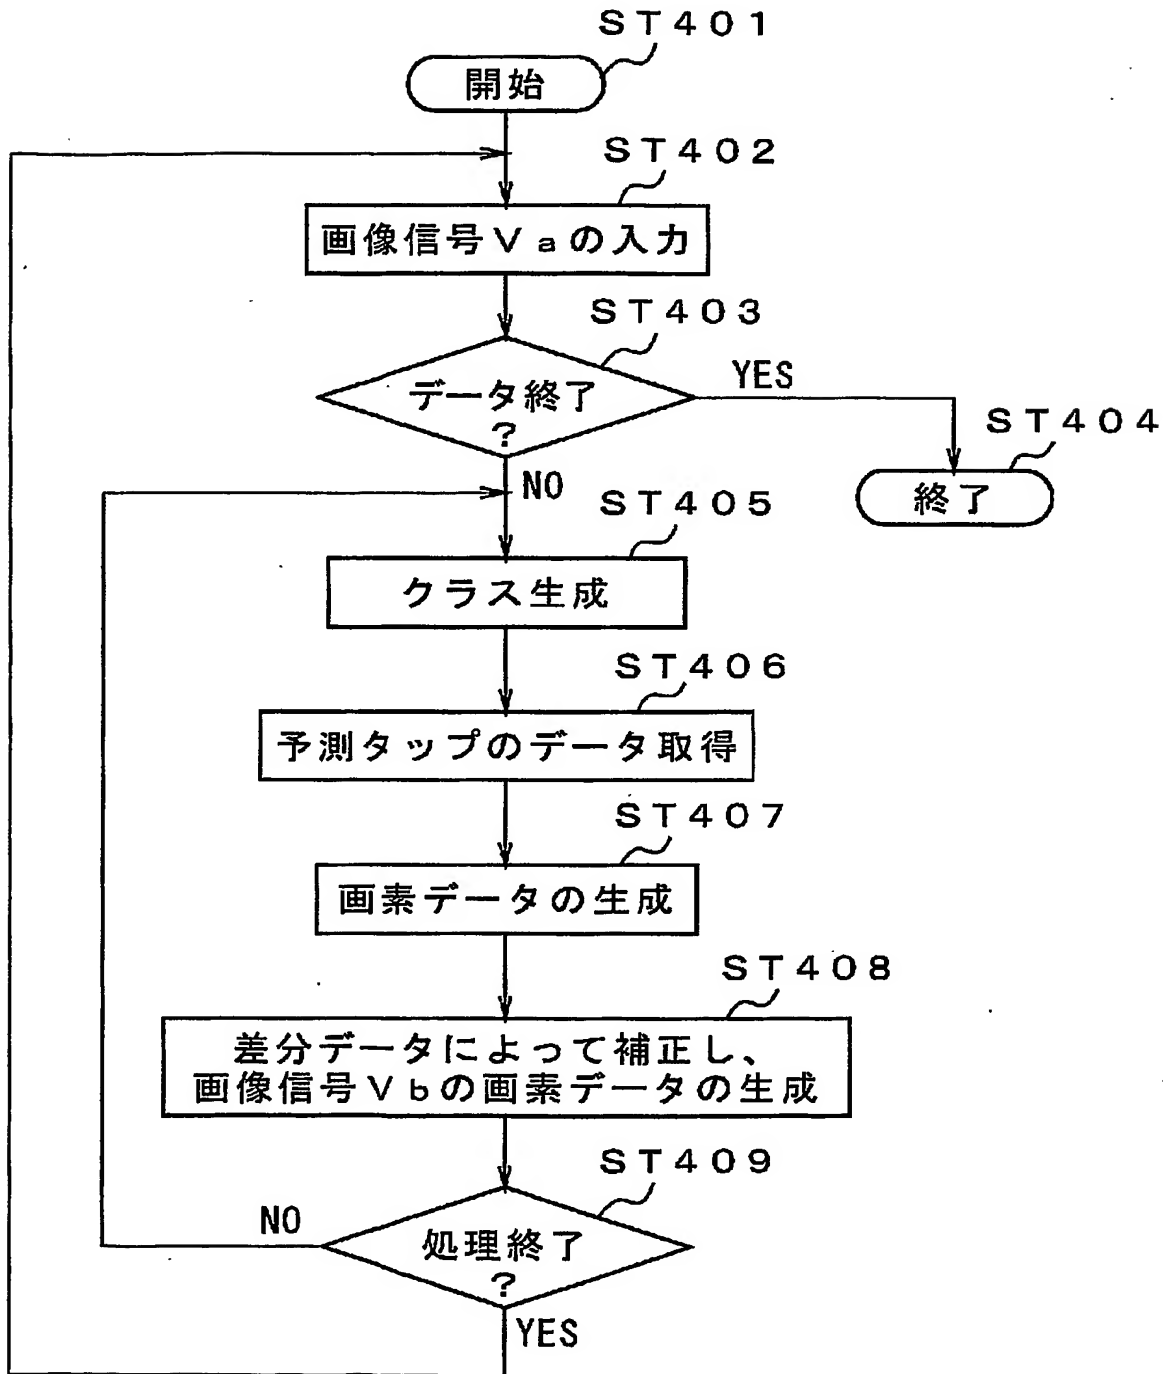 ST401
開始
ST402
画像信号Vaの入力
ST403
データ終了
?
YES
ST404
終了
NO
ST405
クラス生成
ST406
予測タップのデータ取得
ST407
画素データの生成
ST408
差分データによって補正し、
画像信号Vbの画素データの生成
ST409
NO
処理終了
?
YES